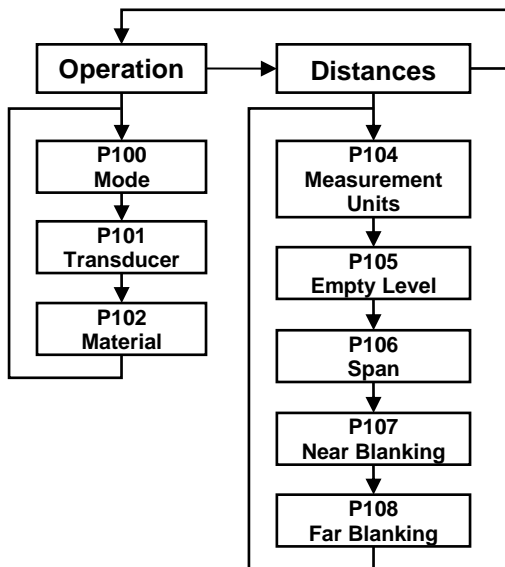 Operation
Distances
P100
Mode
P101
Transducer
P102
Material
P104
Measurement
Units
P105
Empty Level
P106
Span
P107
Near Blanking
P108
Far Blanking